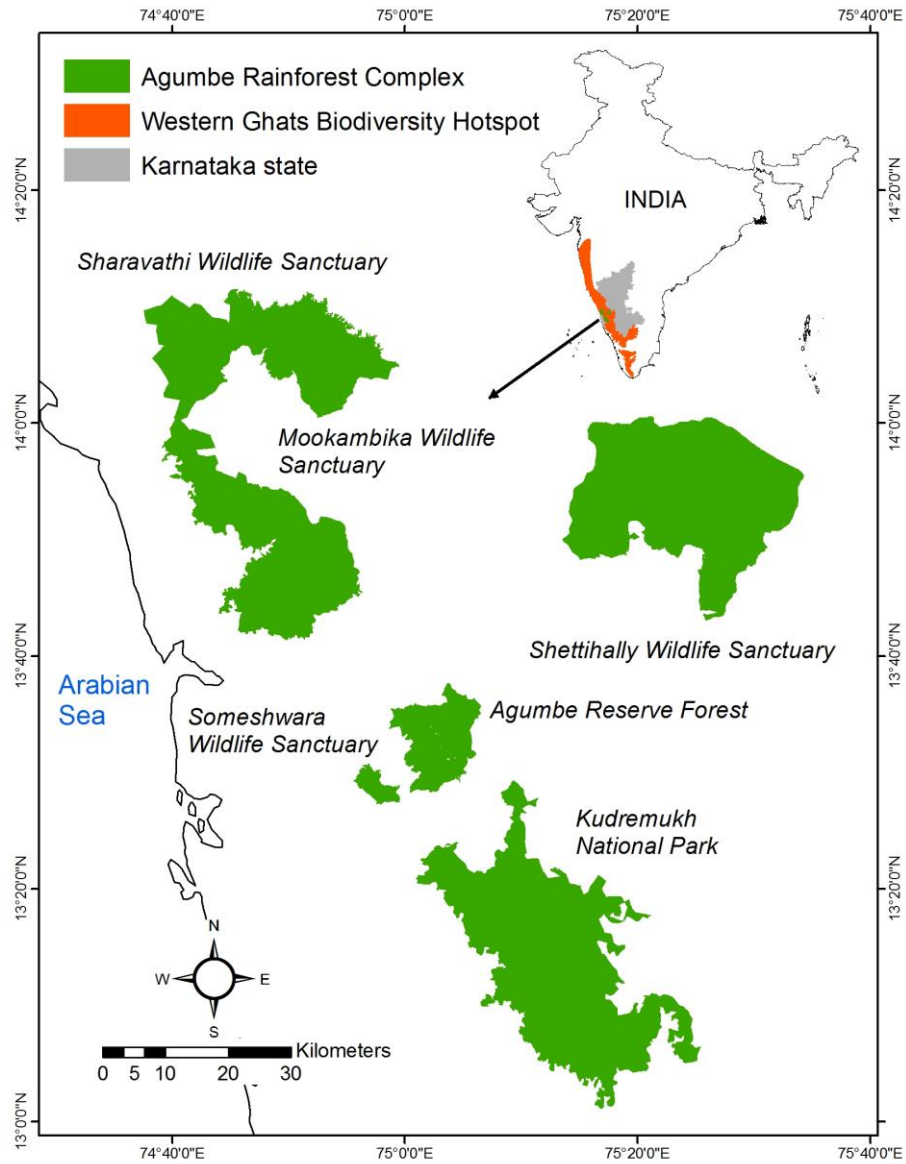 74°40'0"E 75°0'0"E 75°20'0"E 75°40'0"E
Agumbe Rainforest Complex
Western Ghats Biodiversity Hotspot
Karnataka state
INDIA
14°20'0"N
14°20'0"N
Sharavathi Wildlife Sanctuary
14°0'0"N
14°0'0"N
Mookambika Wildlife
Sanctuary
Shettihally Wildlife Sanctuary
13°40'0"N
13°40'0"N
Arabian
Sea
Someshwara
Wildlife Sanctuary
Agumbe Reserve Forest
Kudremukh
National Park
13°20'0"N
13°20'0"N
N
W E
S
Kilometers
0 5 10 20 30
13°0'0"N
13°0'0"N
74°40'0"E 75°0'0"E 75°20'0"E 75°40'0"E